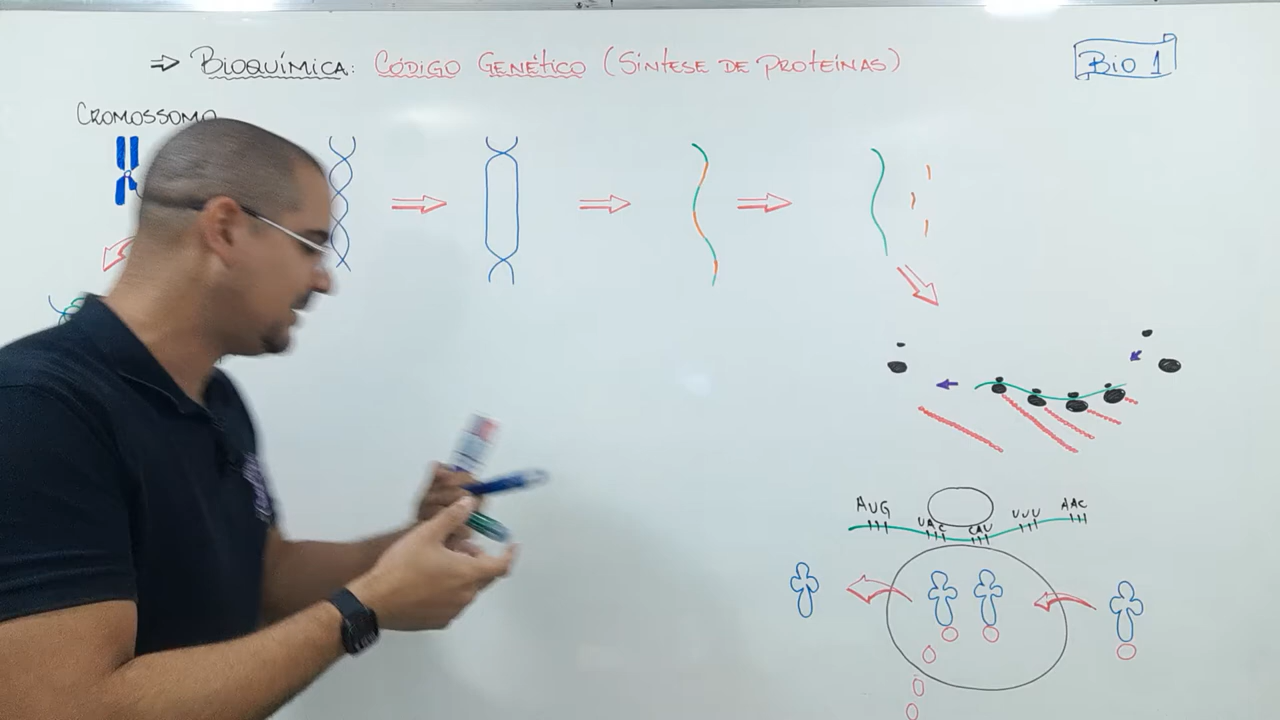 ⇒ BIOQUÍMICA: CÓDIGO GENÉTICO (SÍNTESE DE PROTEÍNAS)
BIO 1
CROMOSSOMO
AUG UAC CAU UUU AAC